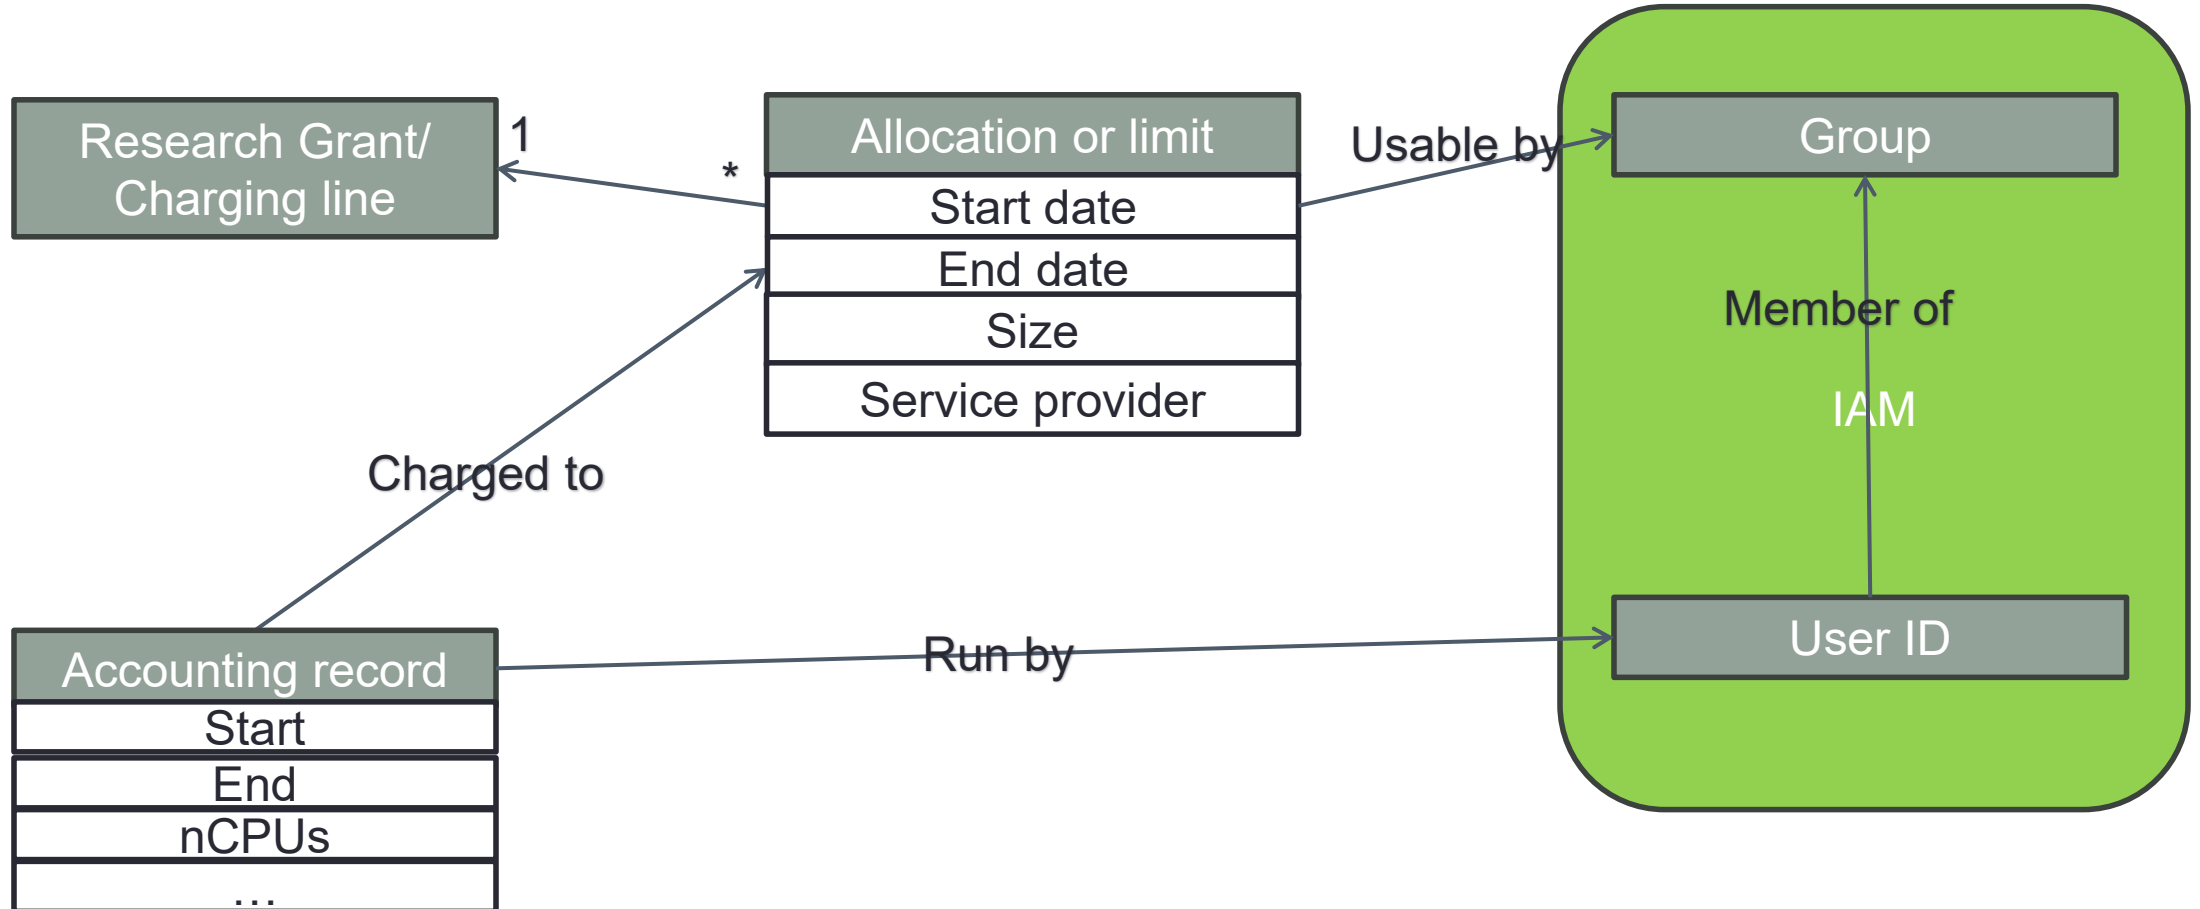 Research Grant/
Charging line
1
*
Allocation or limit
Start date
End date
Size
Service provider
Usable by
Group
Member of
IAM
User ID
Charged to
Run by
Accounting record
Start
End
nCPUs
...